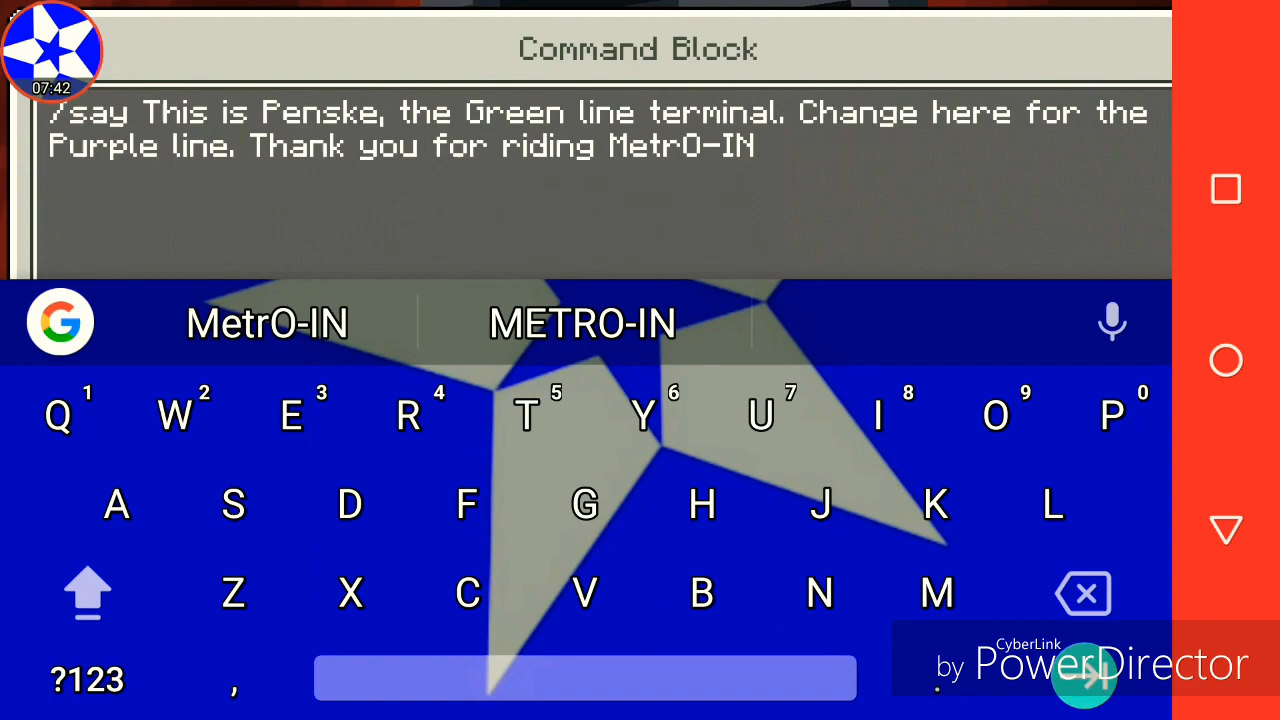 Command Block
07:42
/say This is Penske, the Green line terminal. Change here for the
Purple line. Thank you for riding MetrO-IN
G MetrO-IN METRO-IN
Q 1 W 2 E 3 R 4 T 5 Y 6 U 7 I 8 O 9 P 0
A S D F G H J K L
Z X C V B N M
?123 , .
CyberLink
by PowerDirector